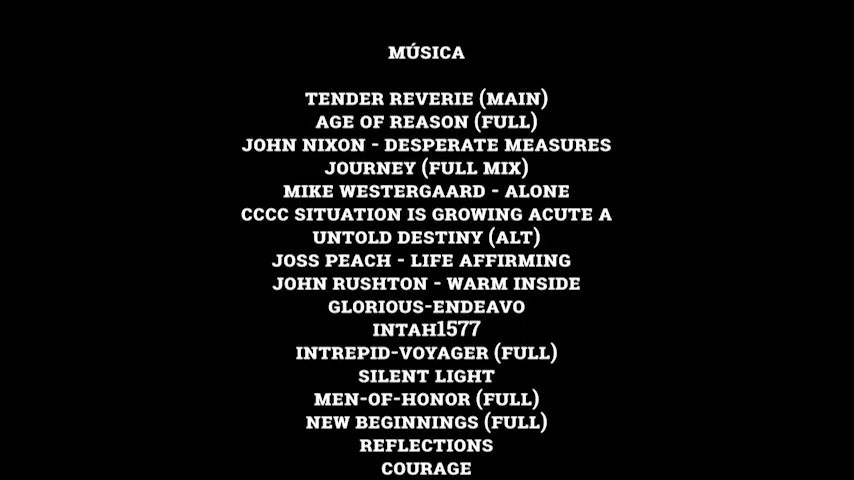 MÚSICA
TENDER REVERIE (MAIN)
AGE OF REASON (FULL)
JOHN NIXON - DESPERATE MEASURES
JOURNEY (FULL MIX)
MIKE WESTERGAARD - ALONE
CCCC SITUATION IS GROWING ACUTE A
UNTOLD DESTINY (ALT)
JOSS PEACH - LIFE AFFIRMING
JOHN RUSHTON - WARM INSIDE
GLORIOUS-ENDEAVO
INTAH1577
INTREPID-VOYAGER (FULL)
SILENT LIGHT
MEN-OF-HONOR (FULL)
NEW BEGINNINGS (FULL)
REFLECTIONS
COURAGE